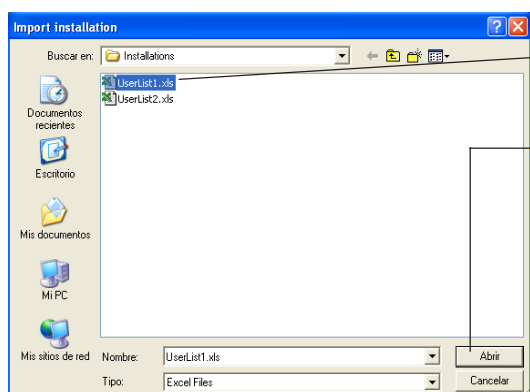 Import installation
Buscar en: Installations
UserList1.xls
UserList2.xls
Documentos
recientes
Escritorio
Mis documentos
Mi PC
Mis sitios de red
Nombre: UserList1.xls Abrir
Tipo: Excel Files Cancelar